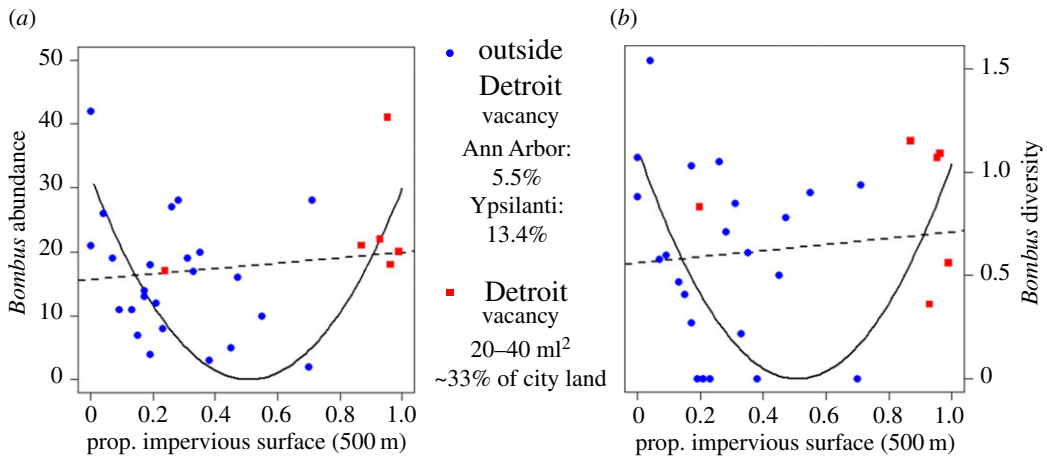 (a)
50
40
30
20
10
0
Bombus abundance
0
0.2
0.4
0.6
0.8
1.0
prop. impervious surface (500 m)
outside
Detroit
vacancy
Ann Arbor:
5.5%
Ypsilanti:
13.4%
Detroit
vacancy
20–40 ml²
~33% of city land
(b)
1.5
1.0
0.5
0
Bombus diversity
0
0.2
0.4
0.6
0.8
1.0
prop. impervious surface (500 m)